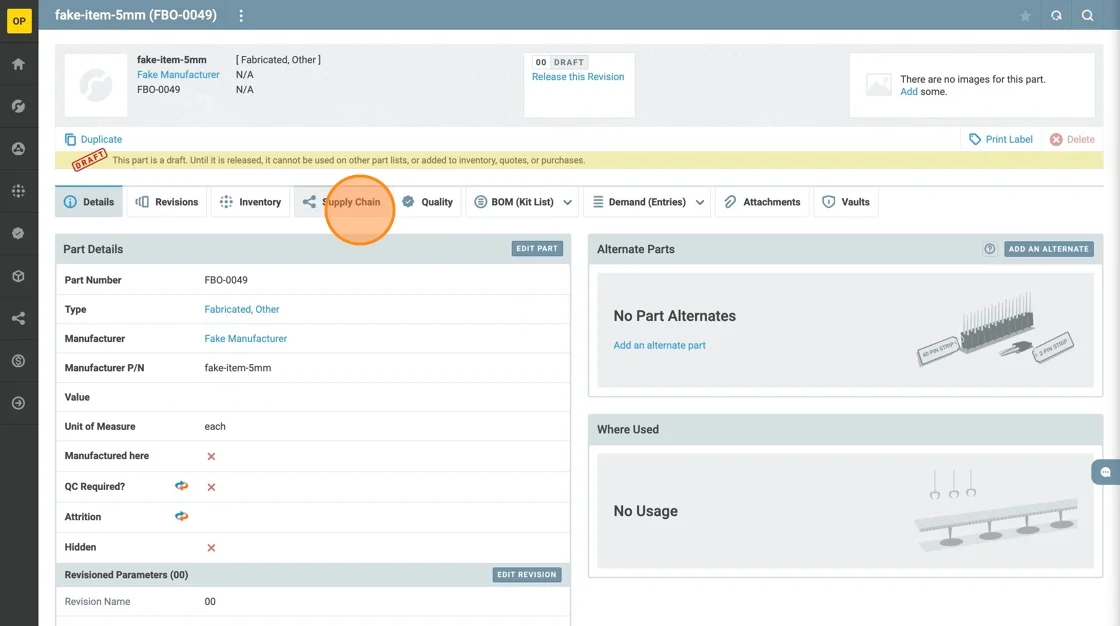 OP
fake-item-5mm (FBO-0049)
fake-item-5mm [ Fabricated, Other ]
Fake Manufacturer N/A
FBO-0049 N/A
00 DRAFT
Release this Revision
There are no images for this part.
Add some.
Duplicate
Print Label
Delete
DRAFT
This part is a draft. Until it is released, it cannot be used on other part lists, or added to inventory, quotes, or purchases.
Details
Revisions
Inventory
Supply Chain
Quality
BOM (Kit List)
Demand (Entries)
Attachments
Vaults
Part Details
EDIT PART
Part Number FBO-0049
Type Fabricated, Other
Manufacturer Fake Manufacturer
Manufacturer P/N fake-item-5mm
Value
Unit of Measure each
Manufactured here
QC Required?
Attrition
Hidden
Revisioned Parameters (00)
EDIT REVISION
Revision Name 00
Alternate Parts
ADD AN ALTERNATE
No Part Alternates
Add an alternate part
40 PIN STRIP
3 PIN STRIP
Where Used
No Usage